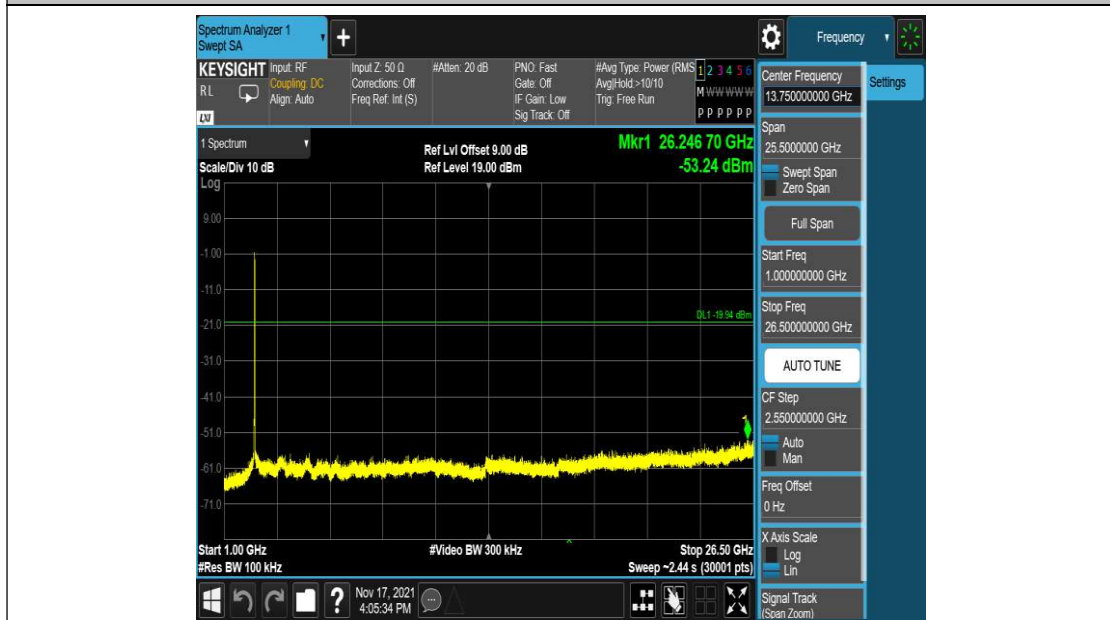 Spectrum Analyzer 1
Swept SA
+
Frequency
KEYSIGHT
RL
LXI
Input: RF
Coupling: DC
Align: Auto
Input Z: 50 Ω
Corrections: Off
Freq Ref: Int (S)
#Atten: 20 dB
PNO: Fast
Gate: Off
IF Gain: Low
Sig Track: Off
#Avg Type: Power (RMS
Avg|Hold:>10/10
Trig: Free Run
1 2 3 4 5 6
M W W W W W
P P P P P P
Center Frequency
13.750000000 GHz
Settings
Span
25.5000000 GHz
Swept Span
Zero Span
Full Span
Start Freq
1.000000000 GHz
Stop Freq
26.500000000 GHz
AUTO TUNE
CF Step
2.550000000 GHz
Auto
Man
Freq Offset
0 Hz
X Axis Scale
Log
Lin
Signal Track
(Span Zoom)
1 Spectrum
Scale/Div 10 dB
Log
Ref Lvl Offset 9.00 dB
Ref Level 19.00 dBm
Mkr1 26.246 70 GHz
-53.24 dBm
9.00
-1.00
-11.0
-21.0
-31.0
-41.0
-51.0
-61.0
-71.0
DL1 -19.94 dBm
1
Start 1.00 GHz
#Res BW 100 kHz
#Video BW 300 kHz
Stop 26.50 GHz
Sweep ~2.44 s (30001 pts)
?
Nov 17, 2021
4:05:34 PM